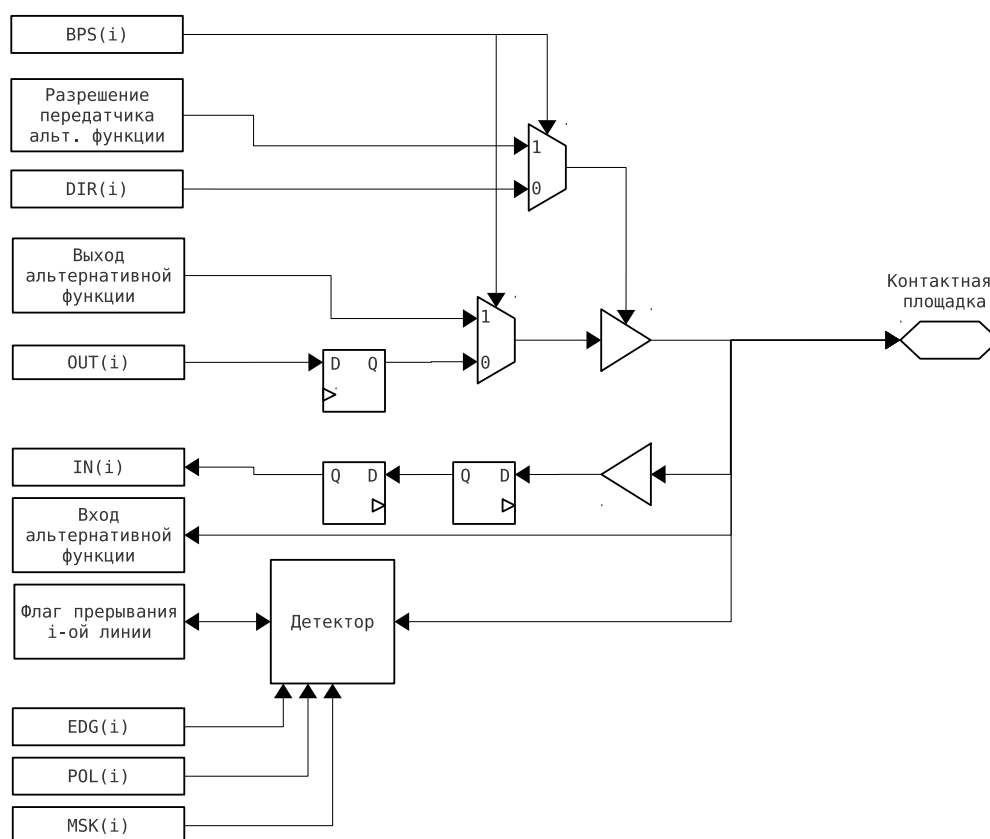 BPS(i)
Разрешение
передатчика
альт. функции
1
DIR(i)
0
Выход
альтернативной
функции
Контактная
площадка
1
OUT(i)
D Q
0
IN(i)
Q D
Q D
Вход
альтернативной
функции
Флаг прерывания
i-ой линии
Детектор
EDG(i)
POL(i)
MSK(i)